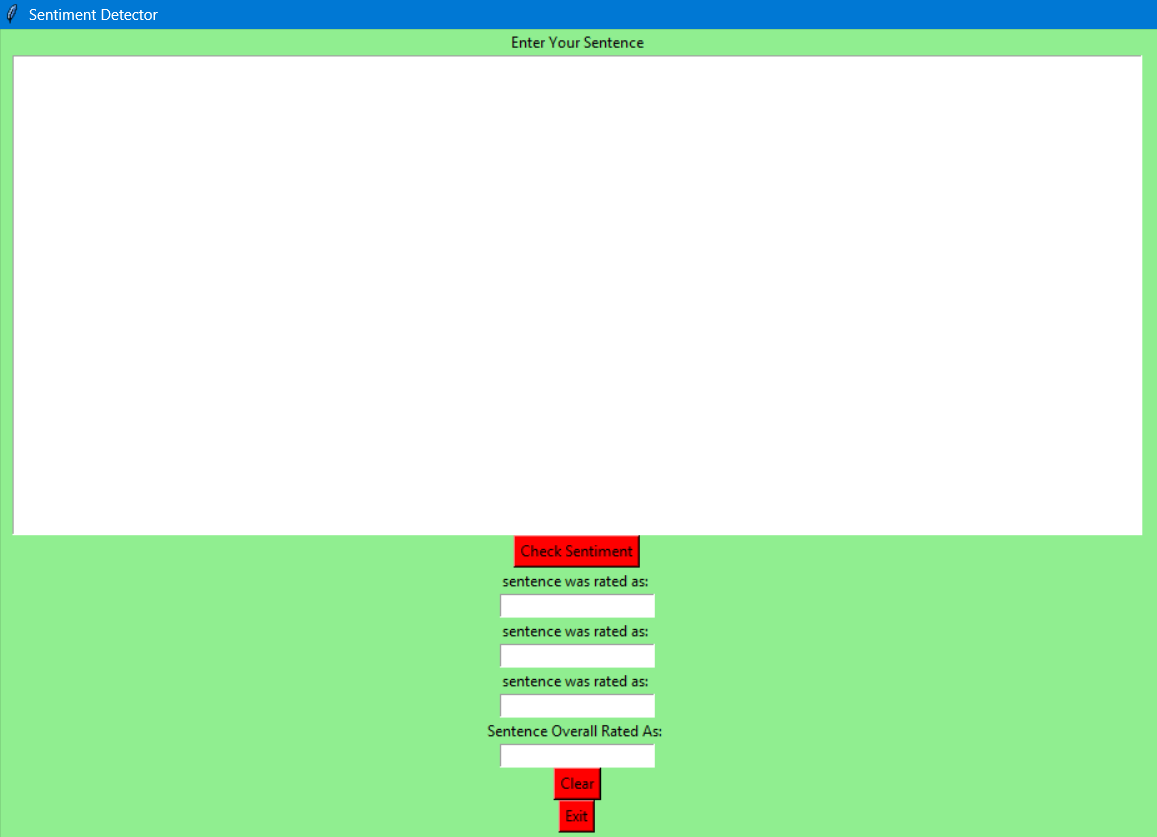 Sentiment Detector
Enter Your Sentence
Check Sentiment
sentence was rated as:
sentence was rated as:
sentence was rated as:
Sentence Overall Rated As:
Clear
Exit